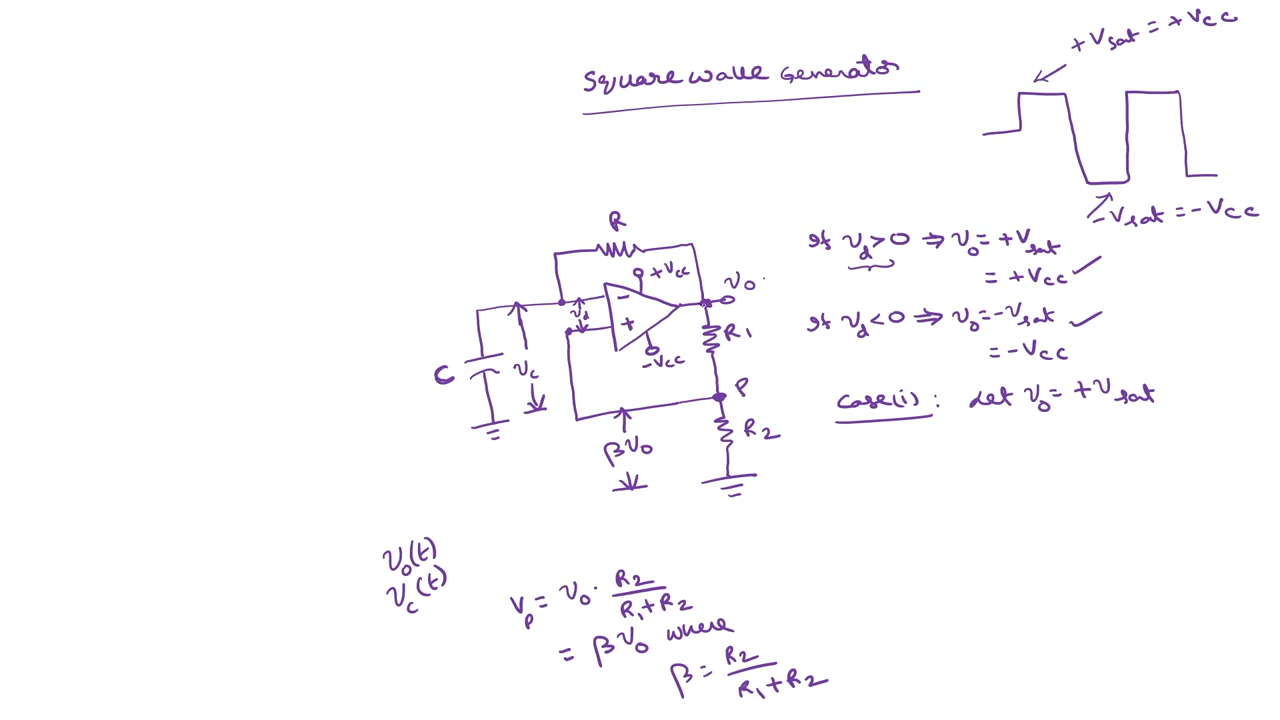 Square wave Generator
+Vsat = +Vcc
-Vsat = -Vcc
R
+Vcc
vo
-
vd
+
-Vcc
R1
C
vc
P
βvo
R2
If vd>0 ⇒ vo = +Vsat
= +Vcc ✓
If vd<0 ⇒ vo = -Vsat ✓
= -Vcc
Case(i): Let vo = +vsat
vo(t)
vc(t)
Vp = vo · R2/(R1+R2)
= βvo where
β = R2/(R1+R2)